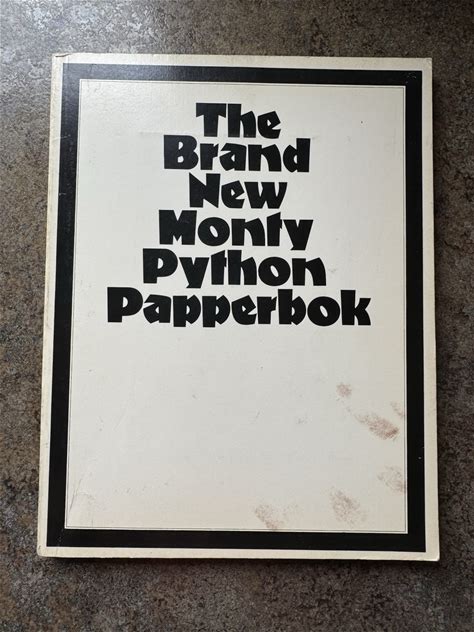 The
Brand
New
Monty
Python
Papperbok